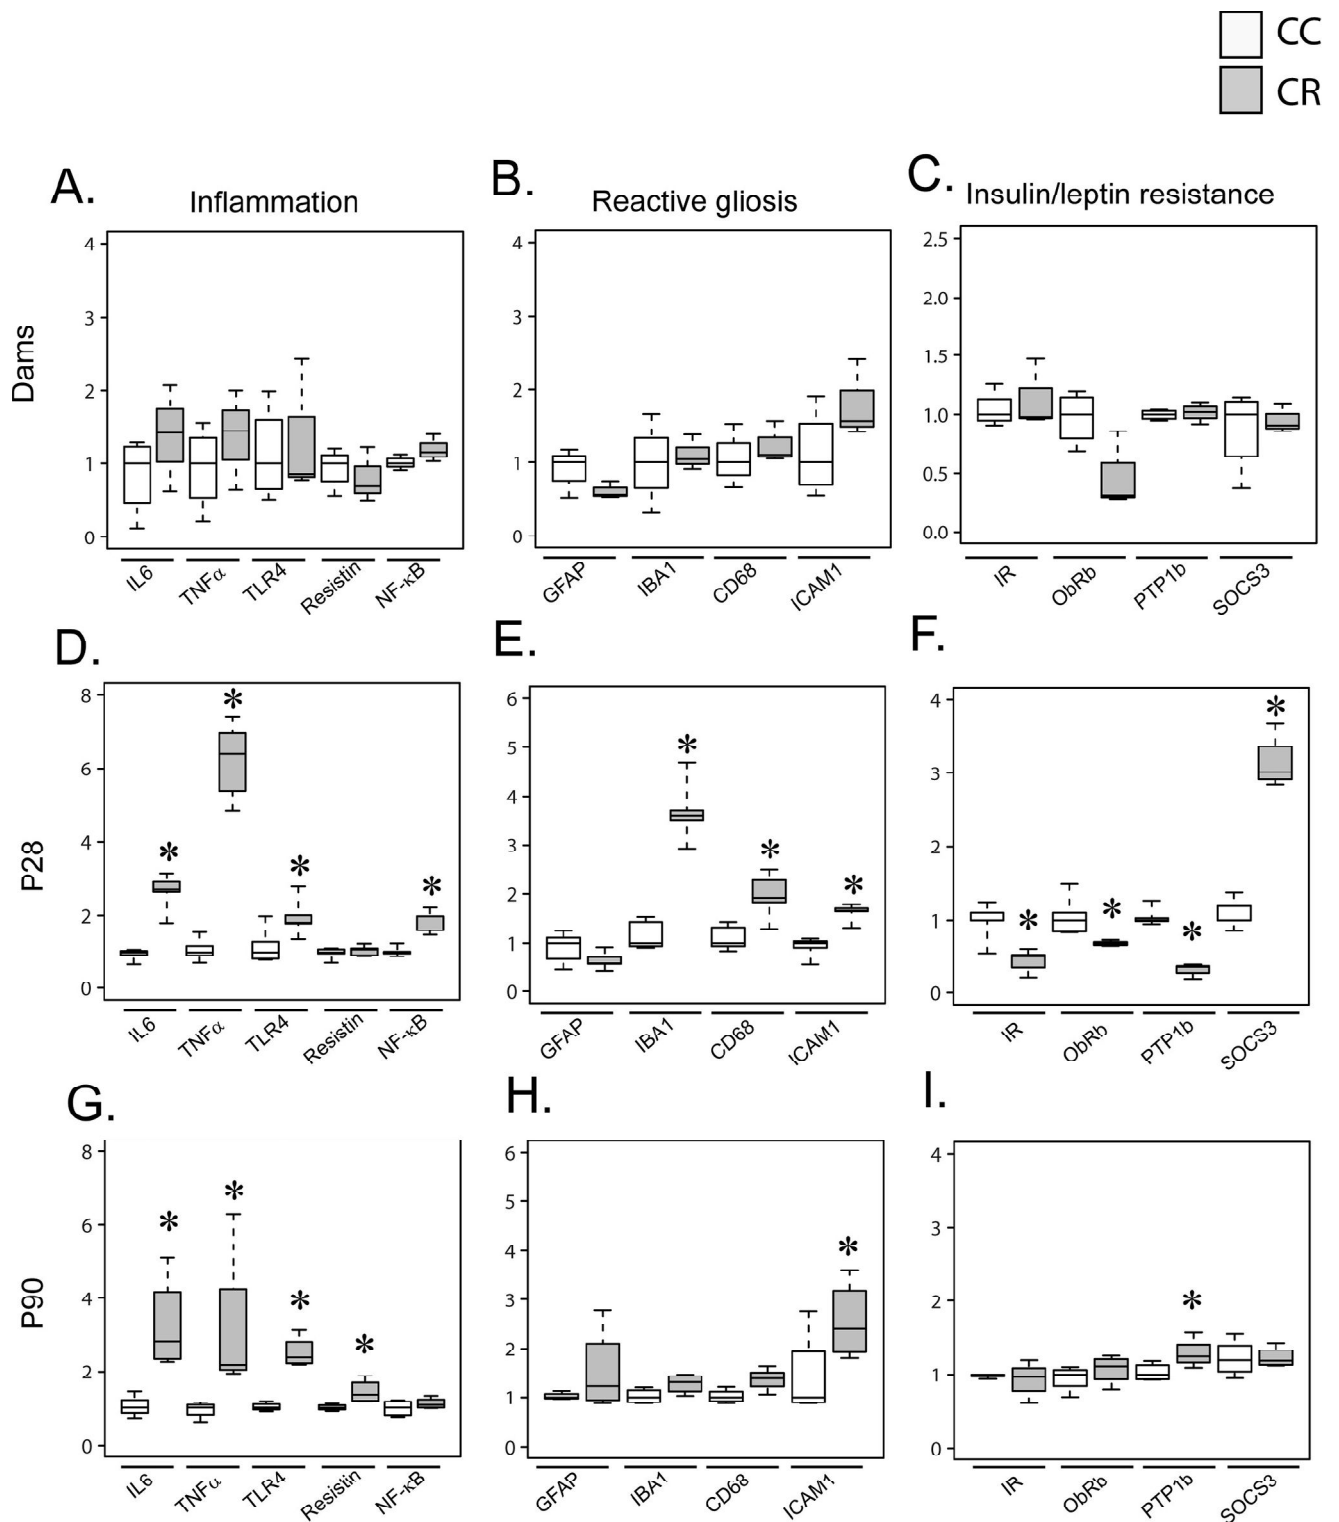 CC
CR
A.
Inflammation
B.
Reactive gliosis
C.
Insulin/leptin resistance
Dams
4
3
2
1
0
IL6
TNFα
TLR4
Resistin
NF-κB
4
3
2
1
0
GFAP
IBA1
CD68
ICAM1
2.5
2.0
1.5
1.0
0.5
0.0
IR
ObRb
PTP1b
SOCS3
D.
E.
F.
P28
8
6
4
2
0
*
*
*
*
IL6
TNFα
TLR4
Resistin
NF-κB
6
5
4
3
2
1
0
*
*
*
GFAP
IBA1
CD68
ICAM1
4
3
2
1
0
*
*
*
*
IR
ObRb
PTP1b
SOCS3
G.
H.
I.
P90
8
6
4
2
0
*
*
*
*
IL6
TNFα
TLR4
Resistin
NF-κB
6
5
4
3
2
1
0
*
GFAP
IBA1
CD68
ICAM1
4
3
2
1
0
*
IR
ObRb
PTP1b
SOCS3